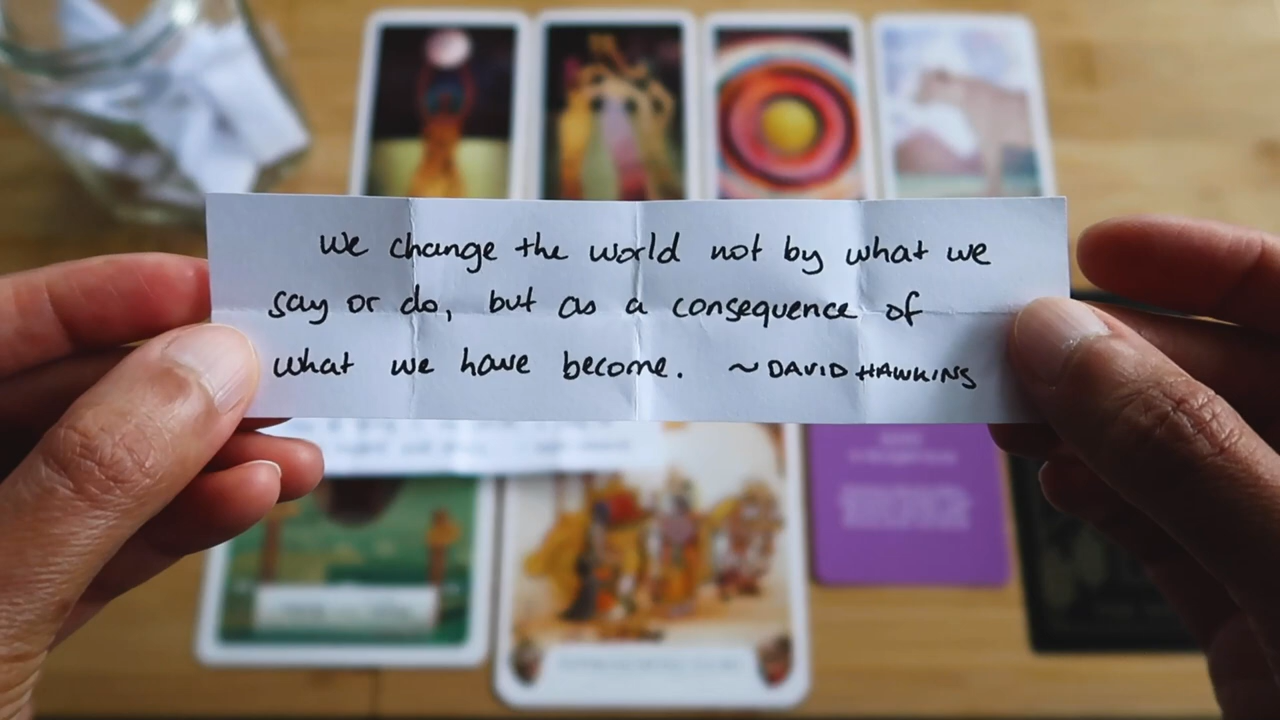 We change the world not by what we
say or do, but as a consequence of
what we have become. ~DAVID HAWKINS